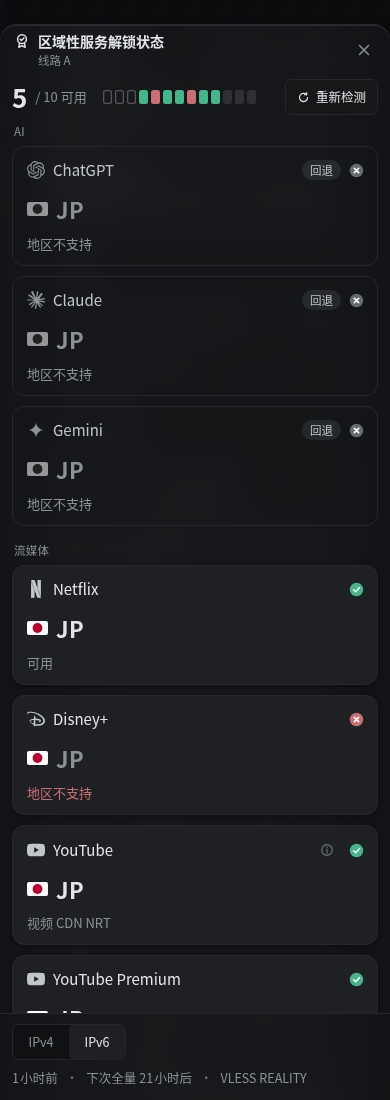 区域性服务解锁状态
线路 A
5 / 10 可用
重新检测
AI
ChatGPT 回退
JP
地区不支持
Claude 回退
JP
地区不支持
Gemini 回退
JP
地区不支持
流媒体
Netflix
JP
可用
Disney+
JP
地区不支持
YouTube
JP
视频 CDN NRT
YouTube Premium
IPv4 IPv6
1小时前 · 下次全量 21小时后 · VLESS REALITY